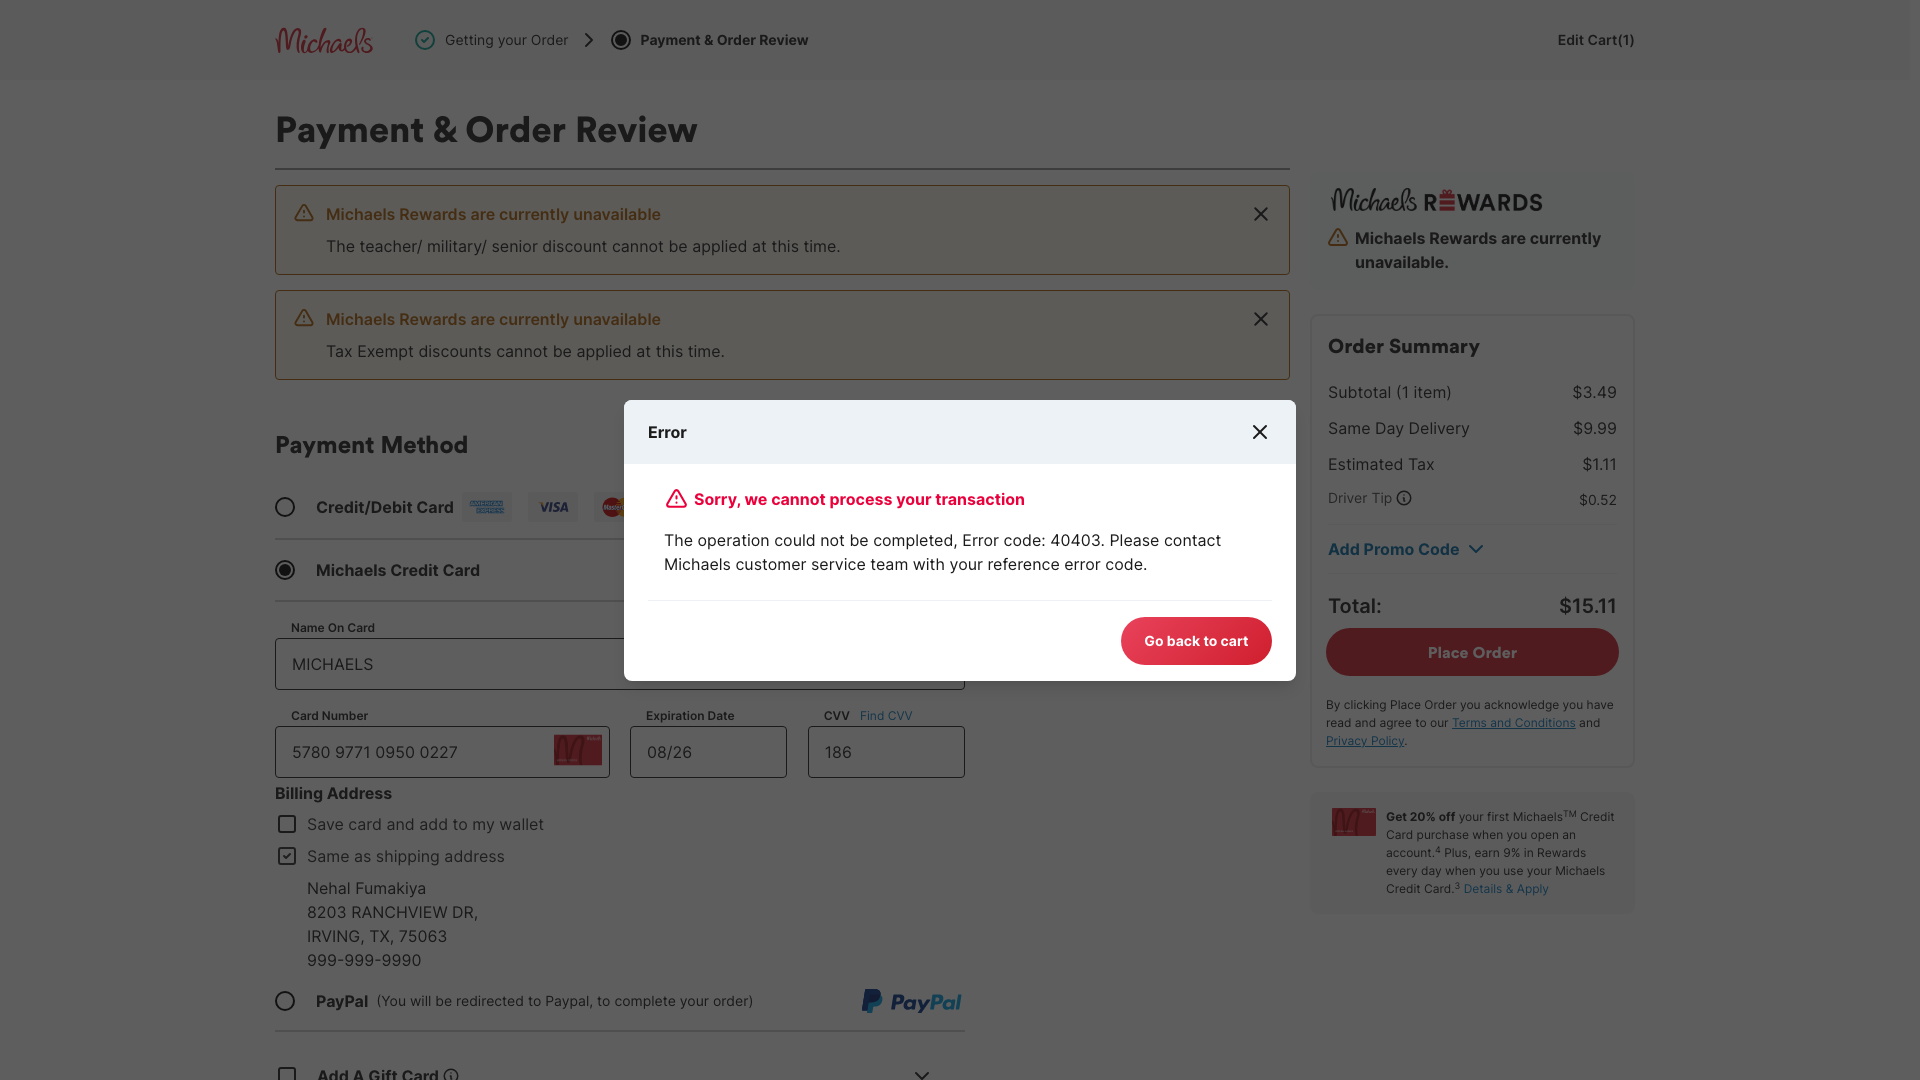 Michaels
Getting your Order
Payment & Order Review
Edit Cart(1)
Payment & Order Review
Michaels Rewards are currently unavailable
The teacher/ military/ senior discount cannot be applied at this time.
Michaels Rewards are currently unavailable
Tax Exempt discounts cannot be applied at this time.
Michaels REWARDS
Michaels Rewards are currently
unavailable.
Order Summary
Subtotal (1 item) $3.49
Same Day Delivery $9.99
Estimated Tax $1.11
Driver Tip $0.52
Add Promo Code
Total: $15.11
Place Order
By clicking Place Order you acknowledge you have
read and agree to our Terms and Conditions and
Privacy Policy.
Get 20% off your first Michaels™ Credit
Card purchase when you open an
account.⁴ Plus, earn 9% in Rewards
every day when you use your Michaels
Credit Card.³ Details & Apply
Error
Sorry, we cannot process your transaction
The operation could not be completed, Error code: 40403. Please contact
Michaels customer service team with your reference error code.
Go back to cart
Payment Method
Credit/Debit Card AMERICAN EXPRESS VISA
Michaels Credit Card
Name On Card
MICHAELS
Card Number
5780 9771 0950 0227
Expiration Date
08/26
CVV Find CVV
186
Billing Address
Save card and add to my wallet
Same as shipping address
Nehal Fumakiya
8203 RANCHVIEW DR,
IRVING, TX, 75063
999-999-9990
PayPal (You will be redirected to Paypal, to complete your order) PayPal
Add A Gift Card